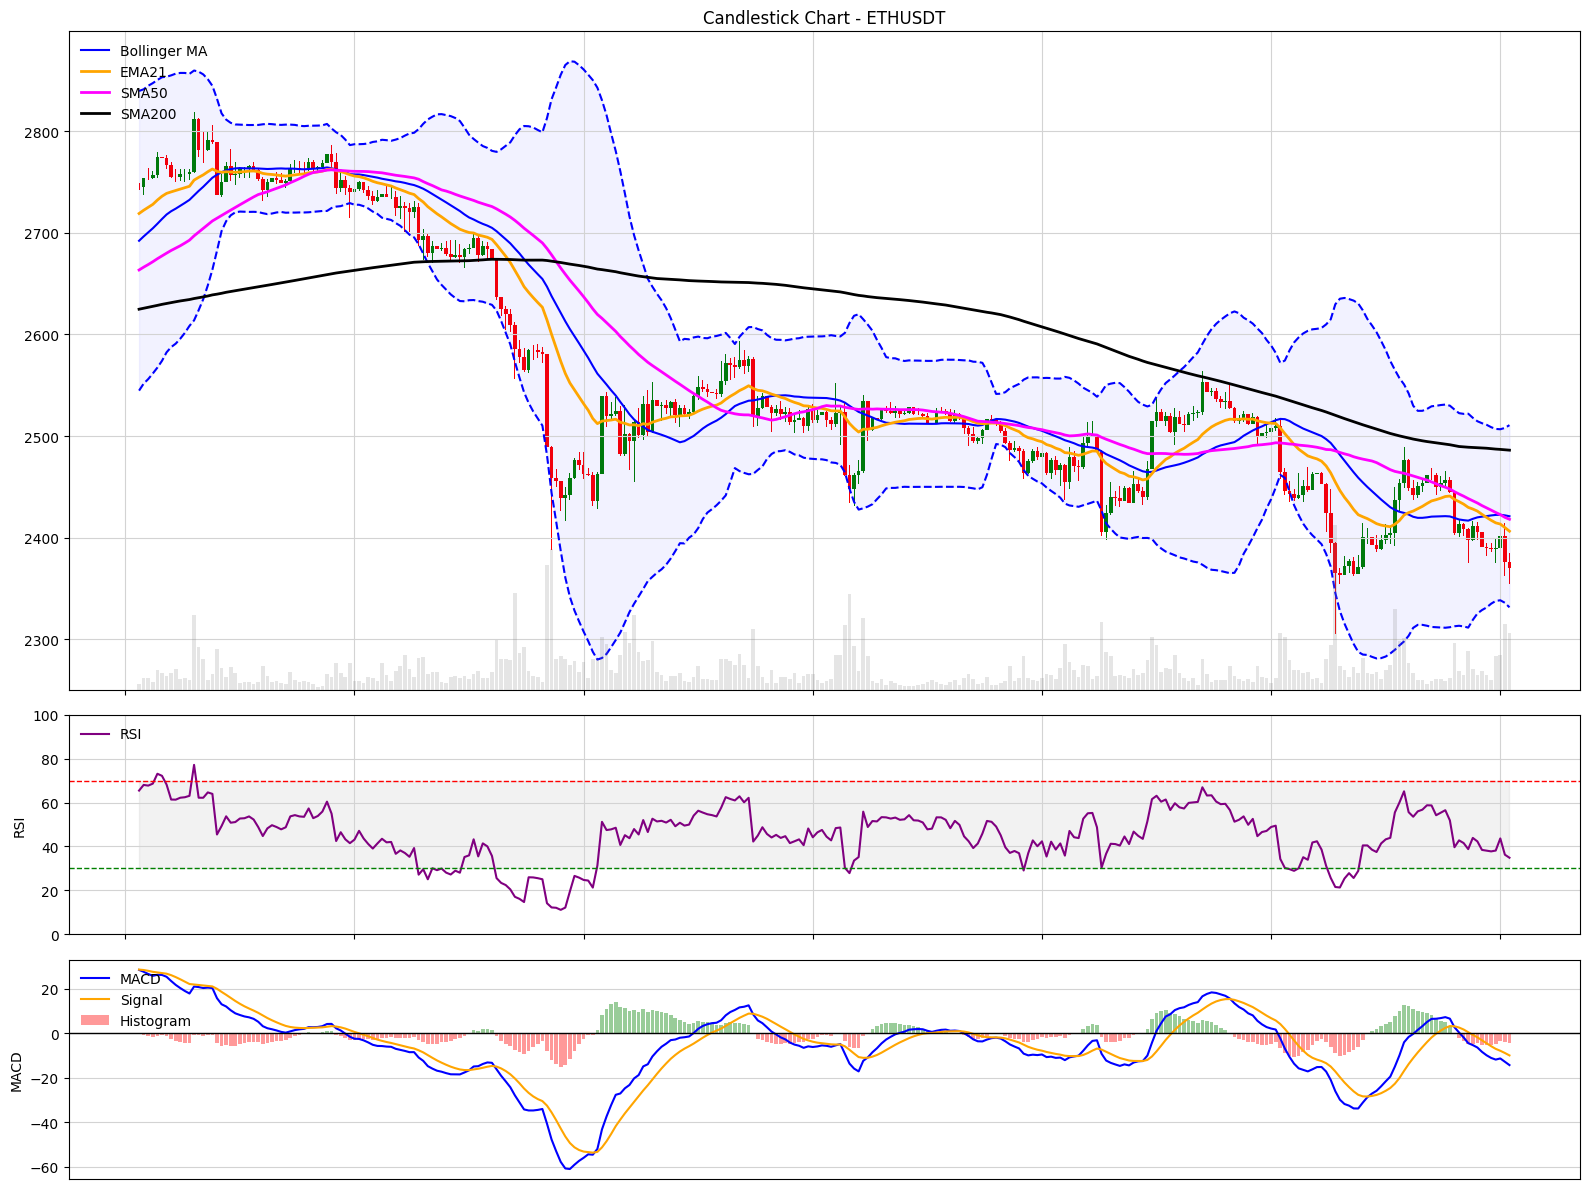 Candlestick Chart - ETHUSDT
Bollinger MA
EMA21
SMA50
SMA200
2800
2700
2600
2500
2400
2300
RSI
100
80
60
40
20
0
RSI
MACD
Signal
Histogram
20
0
−20
−40
−60
MACD